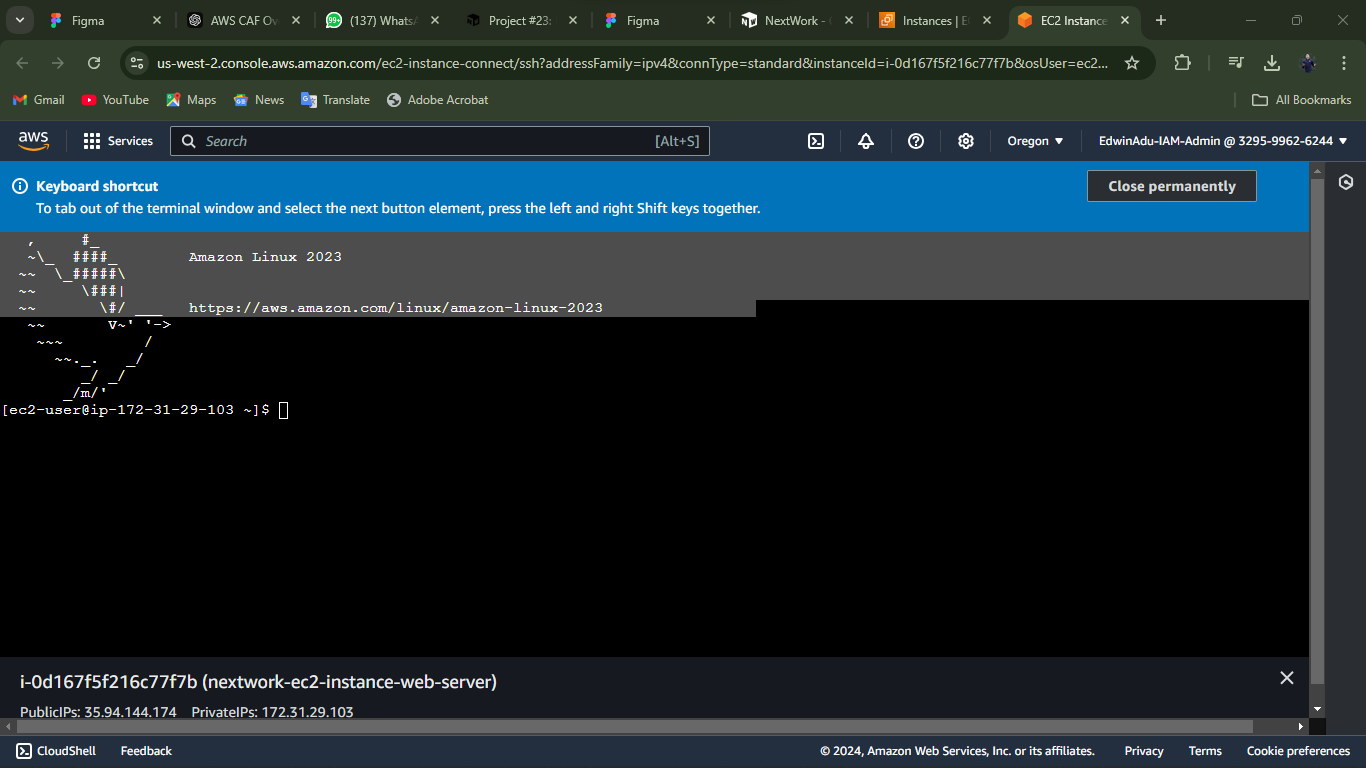 Figma
AWS CAF Ov
(137) Whats
Project #23:
Figma
NextWork -
Instances | E
EC2 Instance
us-west-2.console.aws.amazon.com/ec2-instance-connect/ssh?addressFamily=ipv4&connType=standard&instanceId=i-0d167f5f216c77f7b&osUser=ec2...
Gmail YouTube Maps News Translate Adobe Acrobat All Bookmarks
aws Services Search [Alt+S] Oregon ▼ EdwinAdu-IAM-Admin @ 3295-9962-6244 ▼
Keyboard shortcut
Close permanently
To tab out of the terminal window and select the next button element, press the left and right Shift keys together.
   ,     #_
   ~\_  ####_        Amazon Linux 2023
  ~~  \_#####\
  ~~     \###|
  ~~       \#/ ___   https://aws.amazon.com/linux/amazon-linux-2023
   ~~       V~' '->
    ~~~         /
      ~~._.   _/
         _/ _/
       _/m/'
[ec2-user@ip-172-31-29-103 ~]$
i-0d167f5f216c77f7b (nextwork-ec2-instance-web-server)
PublicIPs: 35.94.144.174 PrivateIPs: 172.31.29.103
CloudShell Feedback © 2024, Amazon Web Services, Inc. or its affiliates. Privacy Terms Cookie preferences